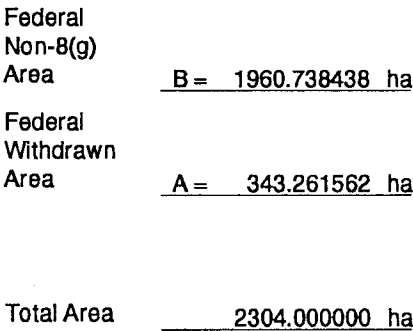 Federal
Non-8(g)
Area B = 1960.738438 ha
Federal
Withdrawn
Area A = 343.261562 ha
Total Area 2304.000000 ha